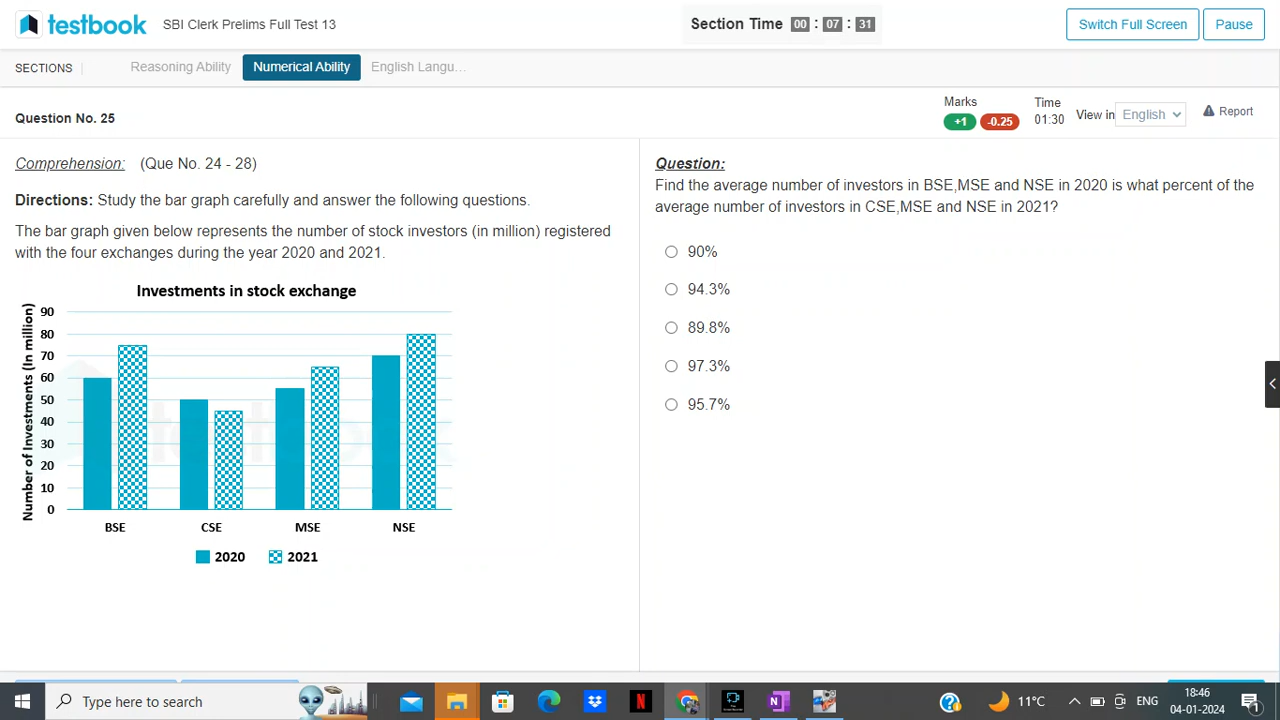 testbook
SBI Clerk Prelims Full Test 13
Section Time 00 : 07 : 31
Switch Full Screen
Pause
SECTIONS
Reasoning Ability
Numerical Ability
English Langu...
Question No. 25
Marks
+1 -0.25
Time
01:30
View in English
Report
Comprehension: (Que No. 24 - 28)
Directions: Study the bar graph carefully and answer the following questions.
The bar graph given below represents the number of stock investors (in million) registered
with the four exchanges during the year 2020 and 2021.
Investments in stock exchange
Number of Investments (In million)
90
80
70
60
50
40
30
20
10
0
BSE CSE MSE NSE
2020 2021
Question:
Find the average number of investors in BSE,MSE and NSE in 2020 is what percent of the
average number of investors in CSE,MSE and NSE in 2021?
90%
94.3%
89.8%
97.3%
95.7%
Type here to search
N
N
11°C
ENG
18:46
04-01-2024
1